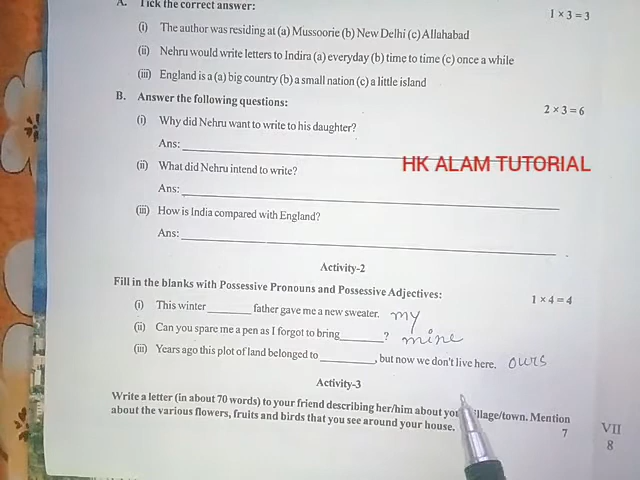 A. Tick the correct answer: 1 × 3 = 3
(i) The author was residing at (a) Mussoorie (b) New Delhi (c) Allahabad
(ii) Nehru would write letters to Indira (a) everyday (b) time to time (c) once a while
(iii) England is a (a) big country (b) a small nation (c) a little island
B. Answer the following questions: 2 × 3 = 6
(i) Why did Nehru want to write to his daughter?
Ans:
HK ALAM TUTORIAL
(ii) What did Nehru intend to write?
Ans:
(iii) How is India compared with England?
Ans:
Activity-2
Fill in the blanks with Possessive Pronouns and Possessive Adjectives: 1 × 4 = 4
(i) This winter ________ father gave me a new sweater. my
(ii) Can you spare me a pen as I forgot to bring ________ ? mine
(iii) Years ago this plot of land belonged to ________ , but now we don't live here. ours
Activity-3
Write a letter (in about 70 words) to your friend describing her/him about village/town. Mention
about the various flowers, fruits and birds that you see around your house. 7
VII
8